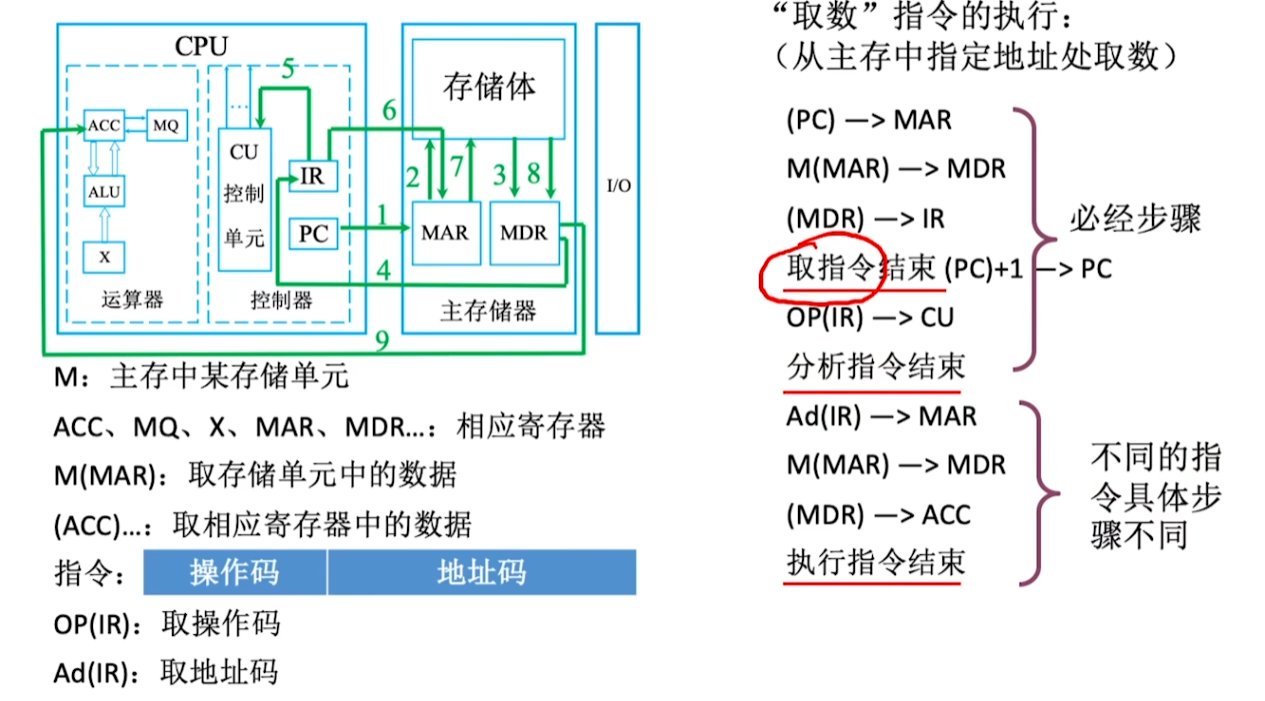 CPU
5
...
ACC
MQ
CU
控制
单元
IR
ALU
PC
X
运算器
控制器
6
存储体
2
7
3
8
1
MAR
MDR
4
主存储器
9
I/O
M：主存中某存储单元
ACC、MQ、X、MAR、MDR...：相应寄存器
M(MAR)：取存储单元中的数据
(ACC)...：取相应寄存器中的数据
指令：操作码 地址码
OP(IR)：取操作码
Ad(IR)：取地址码
“取数”指令的执行：
（从主存中指定地址处取数）
(PC) —> MAR
M(MAR) —> MDR
(MDR) —> IR
取指令结束 (PC)+1 —> PC
OP(IR) —> CU
分析指令结束
必经步骤
Ad(IR) —> MAR
M(MAR) —> MDR
(MDR) —> ACC
执行指令结束
不同的指
令具体步
骤不同